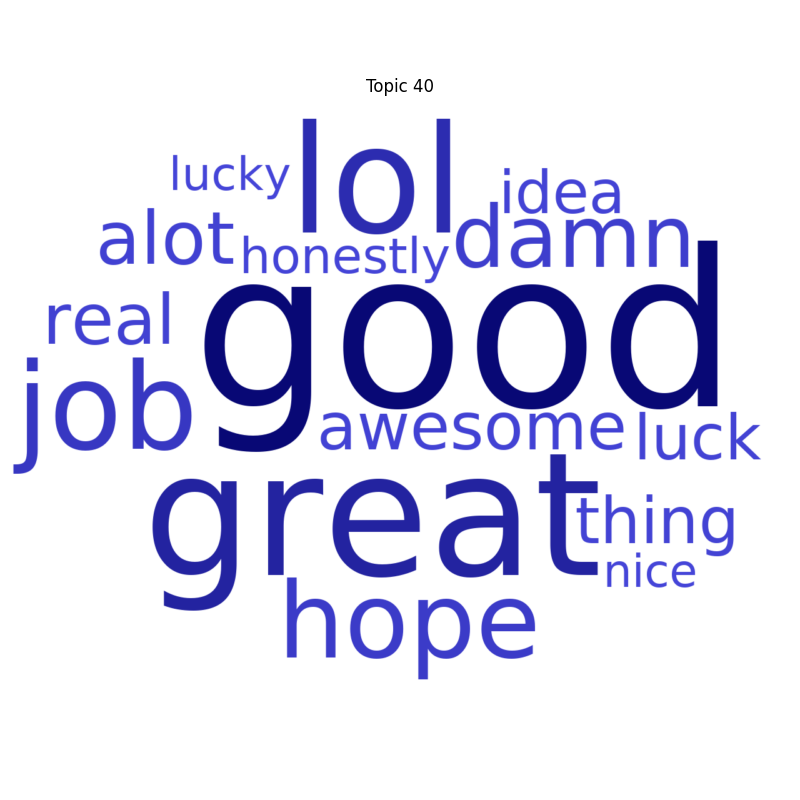 Topic 40
lol
lucky
idea
alot
damn
honestly
good
real
job
awesome
luck
great
thing
nice
hope